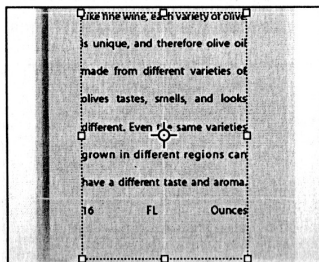 Like fine wine, each variety of olive
is unique, and therefore olive oil
made from different varieties of
olives tastes, smells, and looks
different. Even the same varieties
grown in different regions can
have a different taste and aroma.
16 FL Ounces